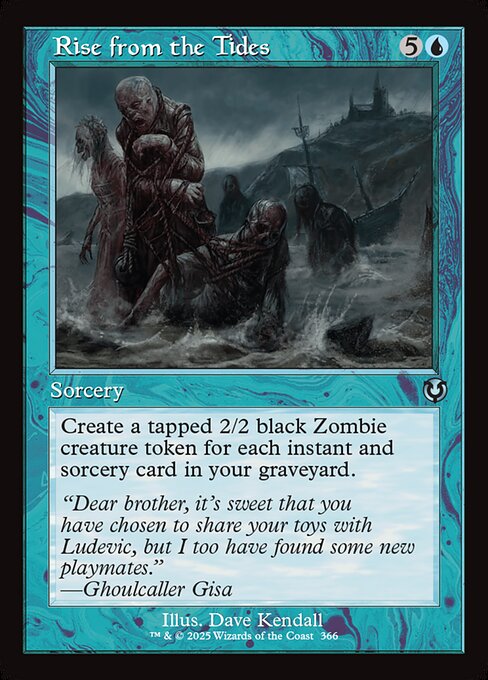 Rise from the Tides 5
Sorcery
Create a tapped 2/2 black Zombie
creature token for each instant and
sorcery card in your graveyard.
“Dear brother, it’s sweet that you
have chosen to share your toys with
Ludevic, but I too have found some new
playmates.”
—Ghoulcaller Gisa
Illus. Dave Kendall
™ & © 2025 Wizards of the Coast 366